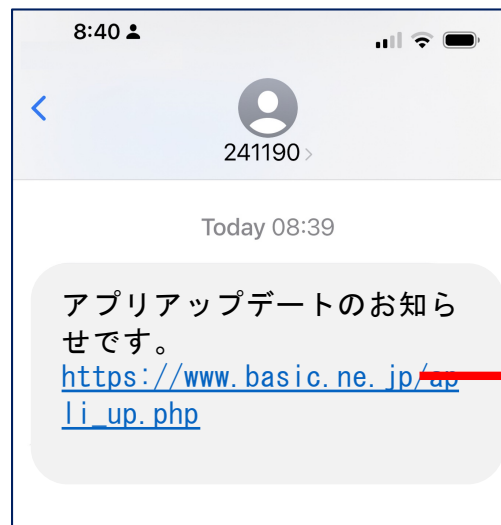 8:40
241190
Today 08:39
アプリアップデートのお知ら
せです。
https://www.basic.ne.jp/ap
li_up.php